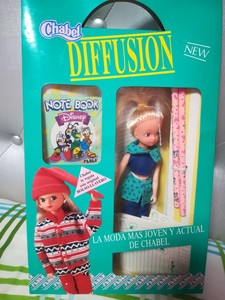 Chabel
DIFFUSION
NEW
NOTE BOOK
Disney
LA MODA MAS JOVEN Y ACTUAL
DE CHABEL